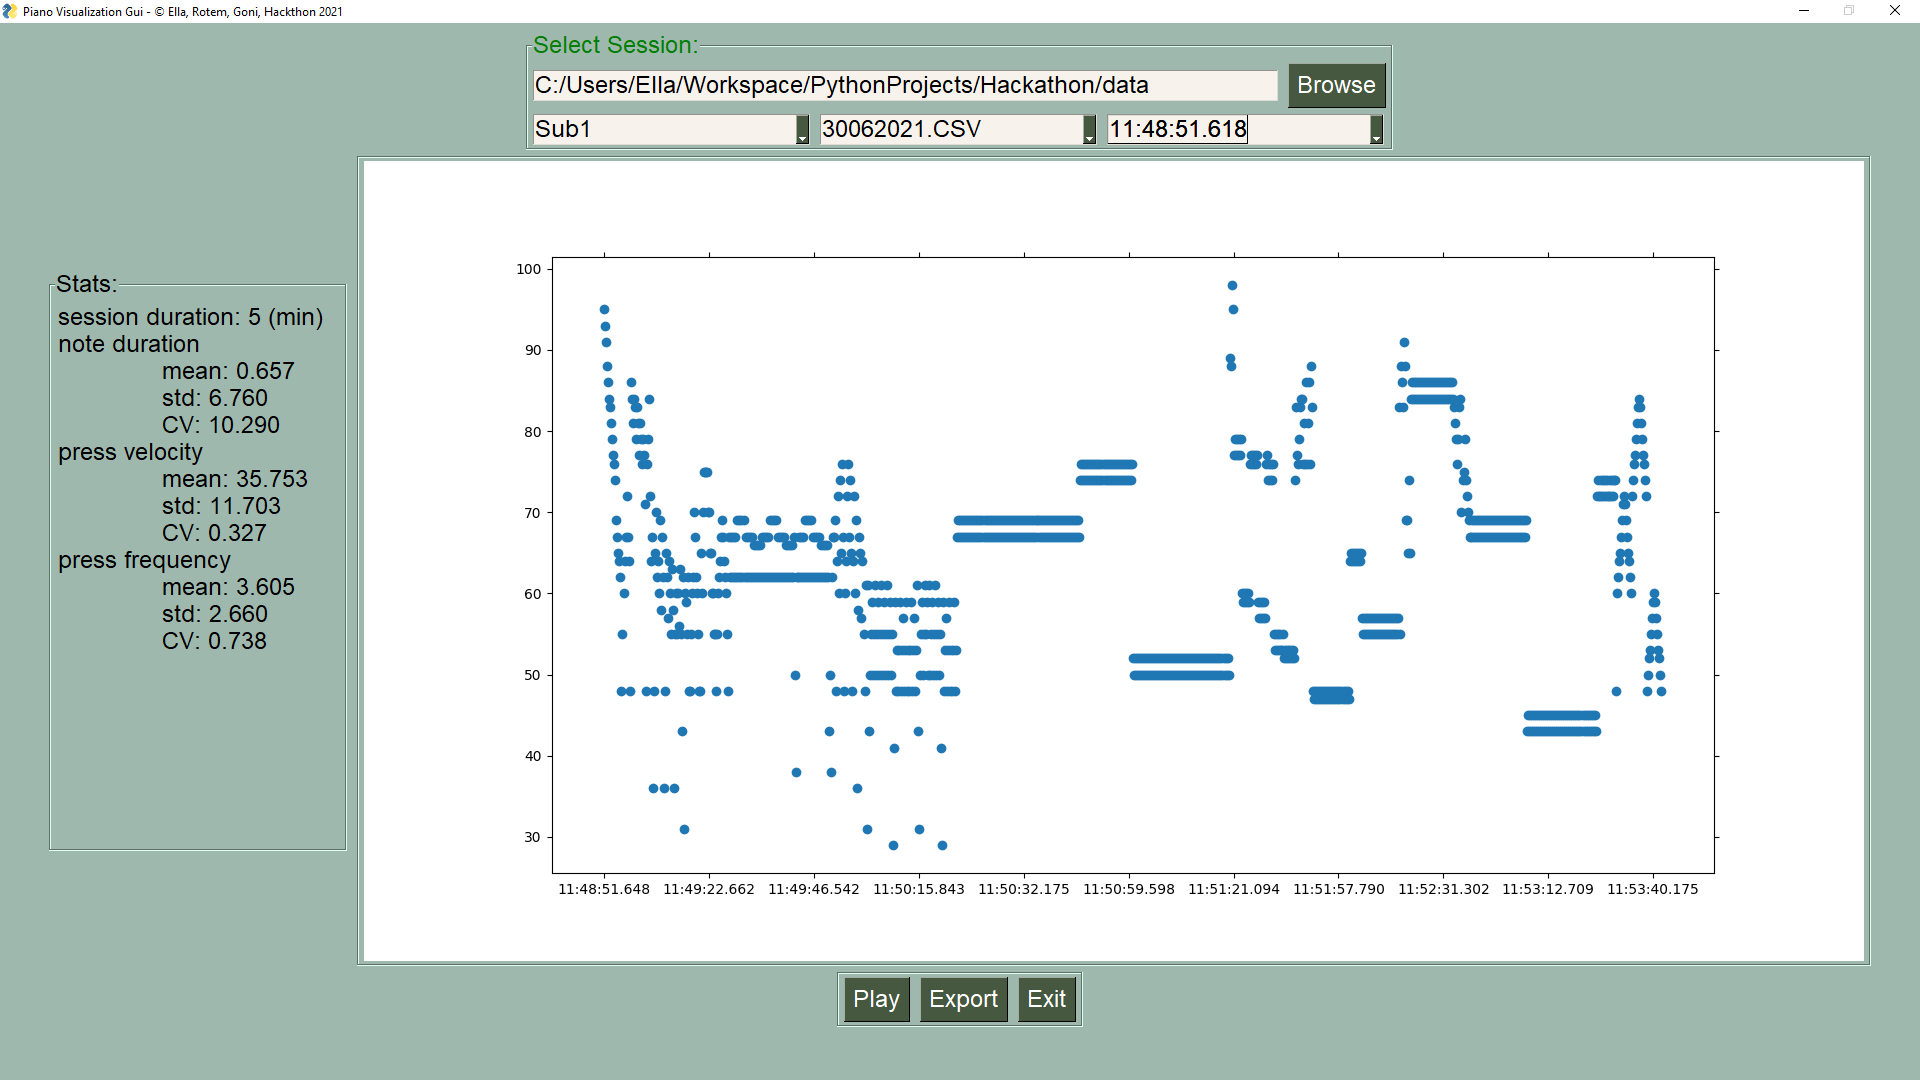 Piano Visualization Gui - © Ella, Rotem, Goni, Hackthon 2021
Select Session:
C:/Users/Ella/Workspace/PythonProjects/Hackathon/data Browse
Sub1 30062021.CSV 11:48:51.618
Stats:
session duration: 5 (min)
note duration
mean: 0.657
std: 6.760
CV: 10.290
press velocity
mean: 35.753
std: 11.703
CV: 0.327
press frequency
mean: 3.605
std: 2.660
CV: 0.738
100
90
80
70
60
50
40
30
11:48:51.648 11:49:22.662 11:49:46.542 11:50:15.843 11:50:32.175 11:50:59.598 11:51:21.094 11:51:57.790 11:52:31.302 11:53:12.709 11:53:40.175
Play Export Exit